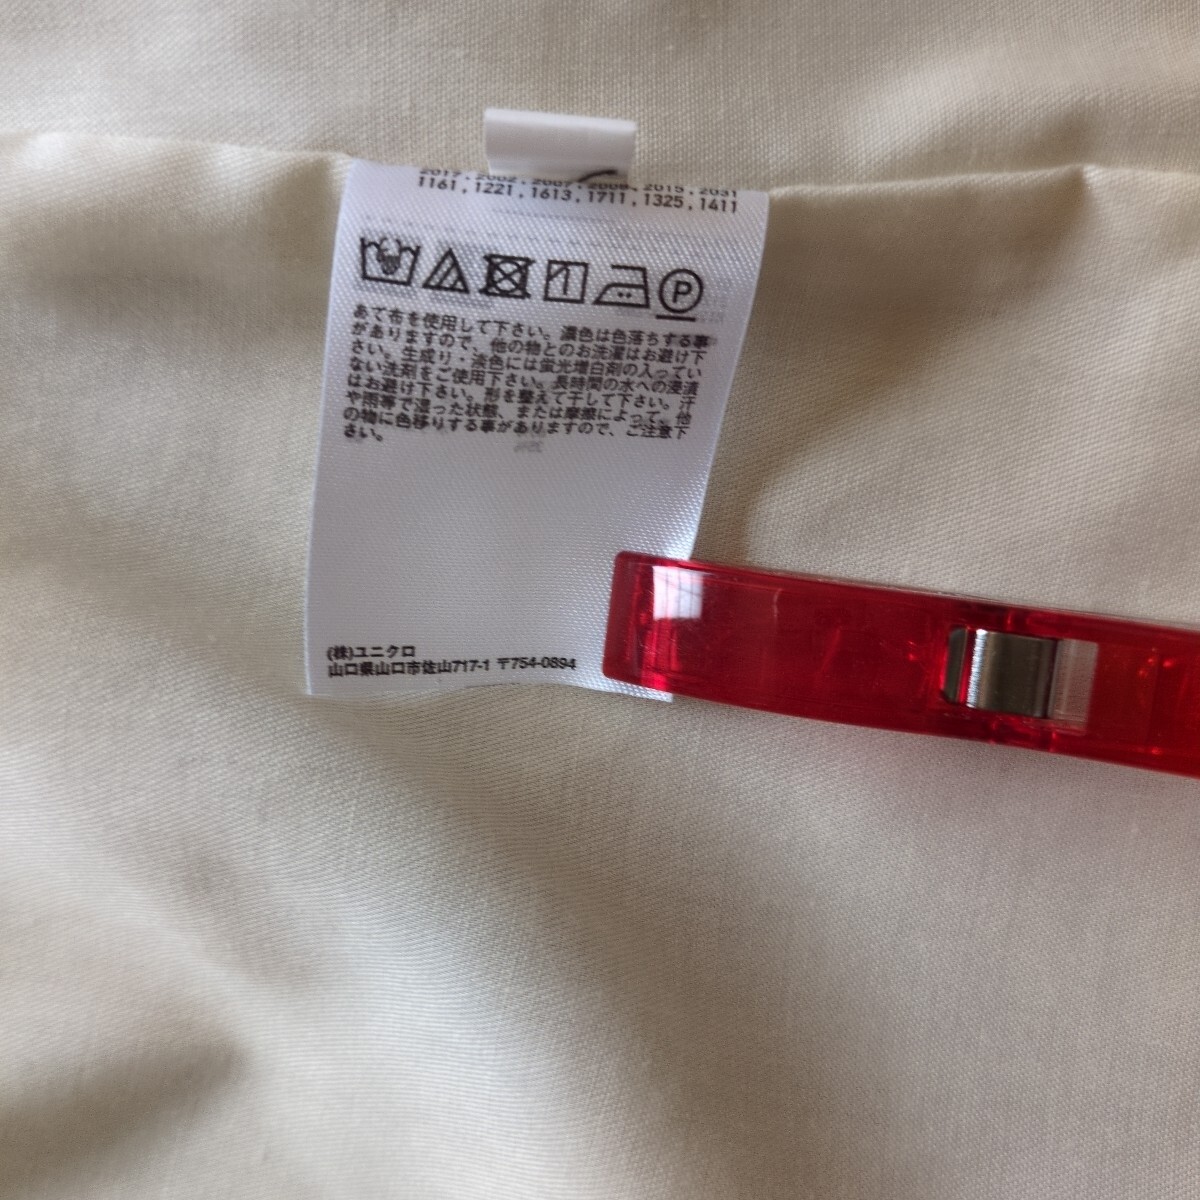 2017.2002.2007.2008.2015.2031
1161,1221,1613,1711,1325,1411
P
あて布を使用して下さい。濃色は色落ちする事
がありますので、他の物とのお洗濯はお避け下
さい。生成り・淡色には蛍光増白剤の入ってい
ない洗剤をご使用下さい。長時間の水への浸漬
はお避け下さい。形を整えて干して下さい。汗
や雨等で湿った状態、または摩擦によって、他
の物に色移りする事がありますので、ご注意下
さい。
(株)ユニクロ
山口県山口市佐山717-1 〒754-0894